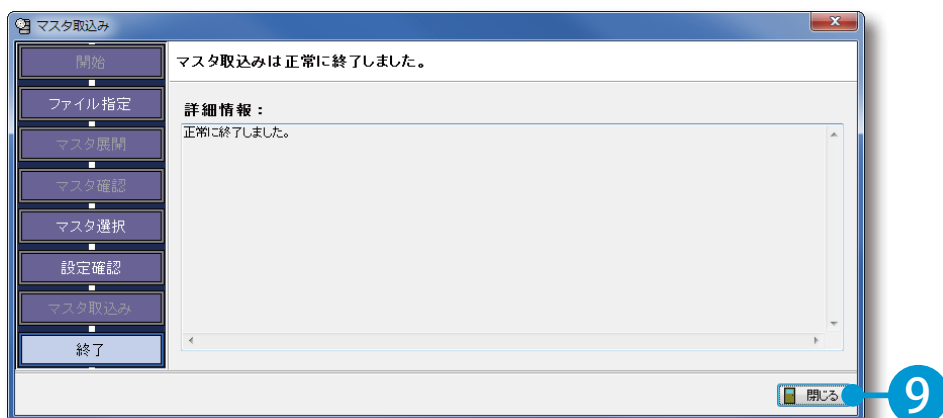 マスタ取込み
開始
ファイル指定
マスタ展開
マスタ確認
マスタ選択
設定確認
マスタ取込み
終了
マスタ取込みは正常に終了しました。
詳細情報：
正常に終了しました。
閉じる
9